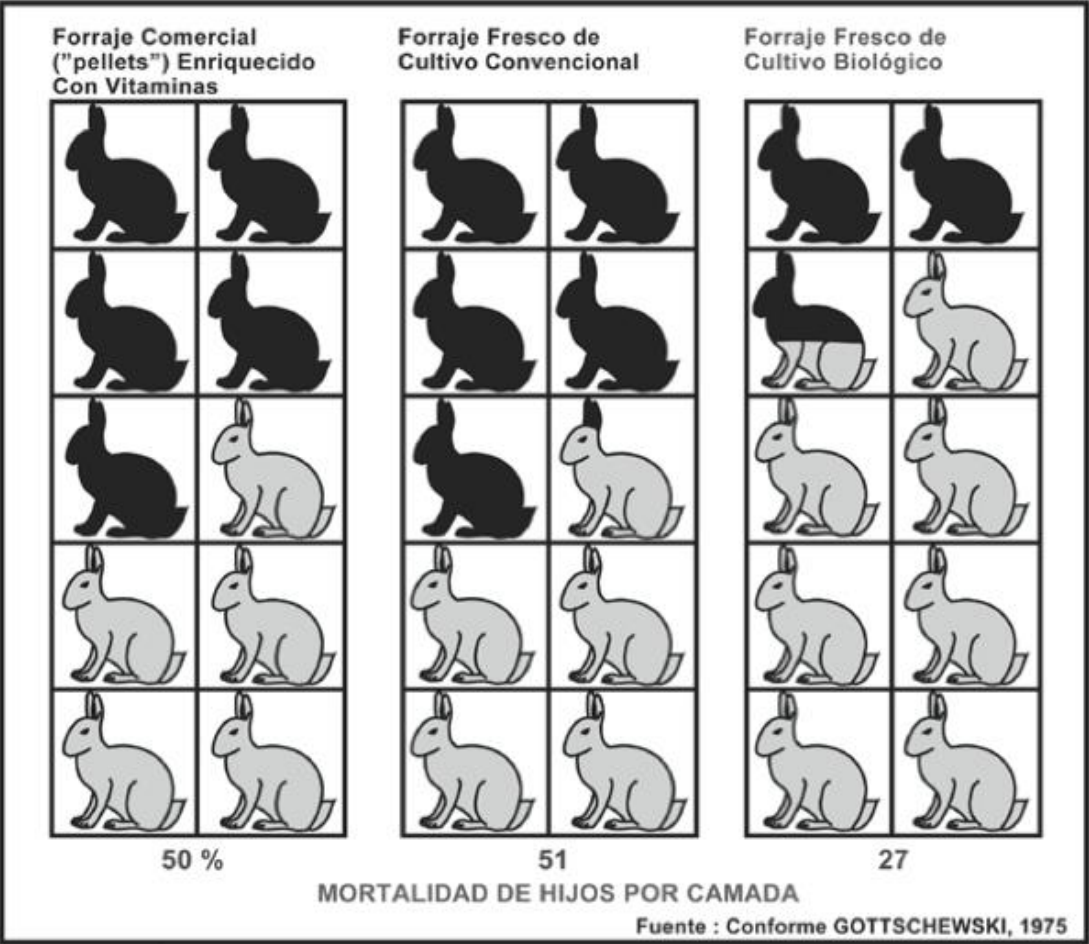 Forraje Comercial
("pellets") Enriquecido
Con Vitaminas
Forraje Fresco de
Cultivo Convencional
Forraje Fresco de
Cultivo Biológico
50 %
51
27
MORTALIDAD DE HIJOS POR CAMADA
Fuente : Conforme GOTTSCHEWSKI, 1975